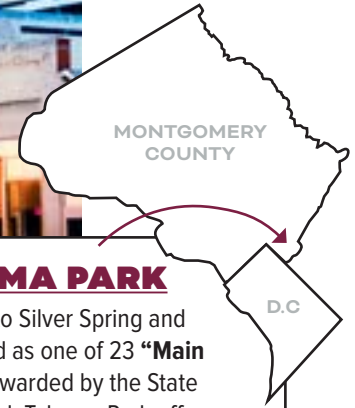 MONTGOMERY
COUNTY
D.C
MA PARK
o Silver Spring and
d as one of 23 "Main
warded by the State